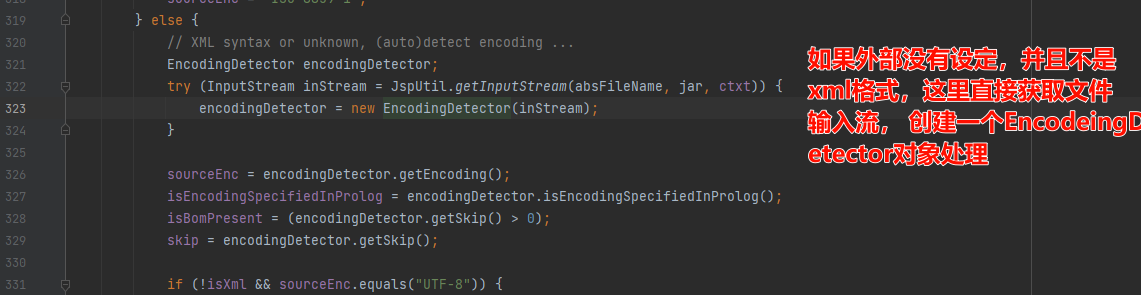 319 } else {
320 // XML syntax or unknown, (auto)detect encoding ...
321 EncodingDetector encodingDetector;
322 try (InputStream inStream = JspUtil.getInputStream(absFileName, jar, ctxt)) {
323 encodingDetector = new EncodingDetector(inStream);
324 }
325
326 sourceEnc = encodingDetector.getEncoding();
327 isEncodingSpecifiedInProlog = encodingDetector.isEncodingSpecifiedInProlog();
328 isBomPresent = (encodingDetector.getSkip() > 0);
329 skip = encodingDetector.getSkip();
330
331 if (!isXml && sourceEnc.equals("UTF-8")) {
如果外部没有设定，并且不是
xml格式，这里直接获取文件
输入流， 创建一个EncodeingD
etector对象处理